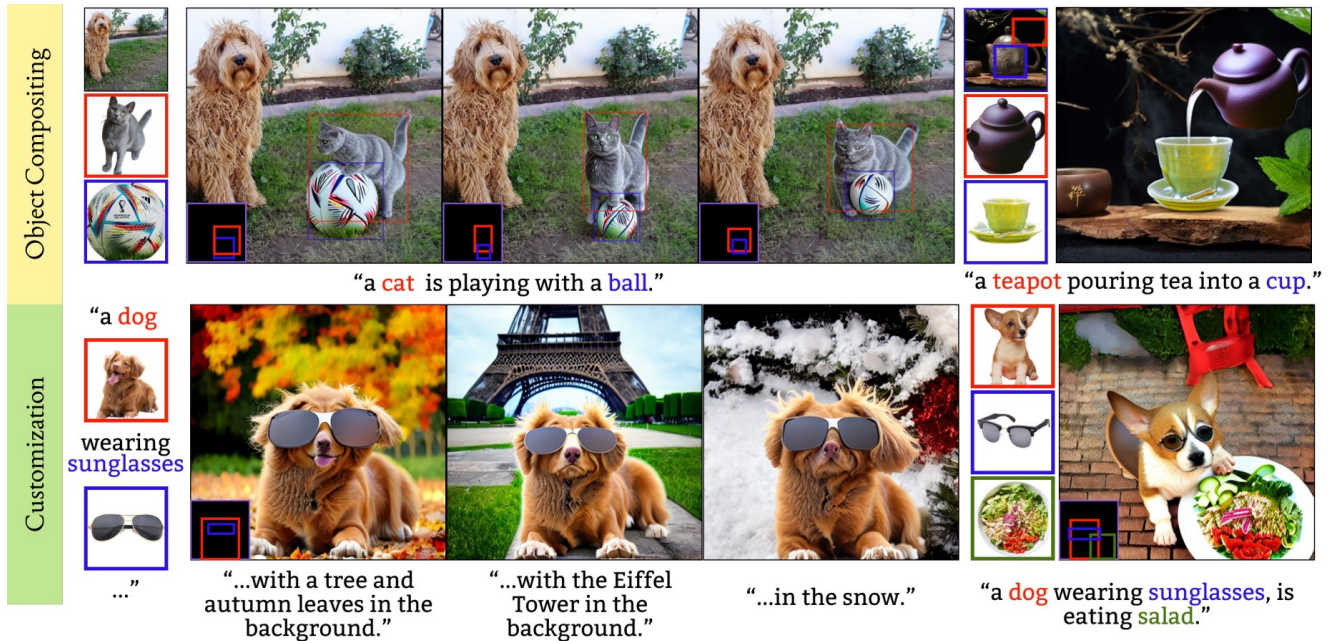 Object Compositing
“a cat is playing with a ball.”
“a teapot pouring tea into a cup.”
Customization
“a dog
wearing
sunglasses
...”
“...with a tree and
autumn leaves in the
background.”
“...with the Eiffel
Tower in the
background.”
“...in the snow.”
“a dog wearing sunglasses, is
eating salad.”